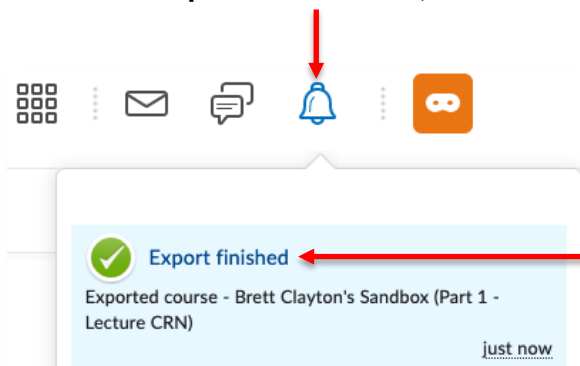 Export finished
Exported course - Brett Clayton's Sandbox (Part 1 -
Lecture CRN)
just now